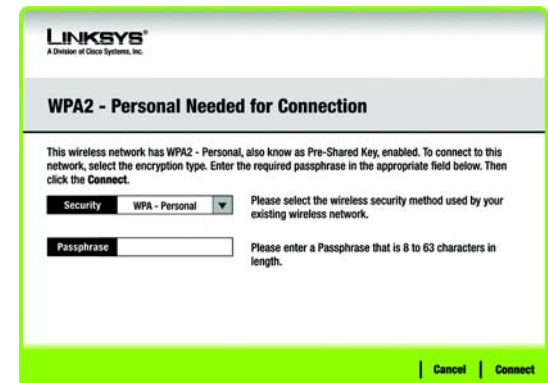 LINKSYS®
A Division of Cisco Systems, Inc.
WPA2 - Personal Needed for Connection
This wireless network has WPA2 - Personal, also know as Pre-Shared Key, enabled. To connect to this
network, select the encryption type. Enter the required passphrase in the appropriate field below. Then
click the Connect.
Security WPA - Personal
Please select the wireless security method used by your
existing wireless network.
Passphrase
Please enter a Passphrase that is 8 to 63 characters in
length.
Cancel Connect